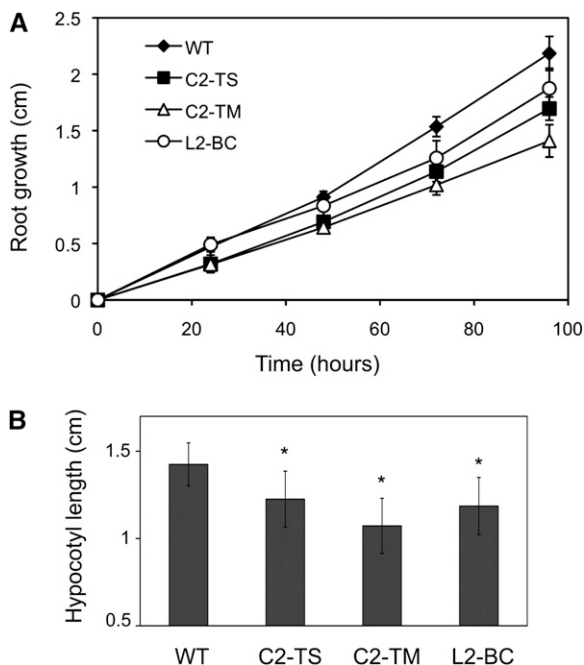 A
Root growth (cm)
2.5
2
1.5
1
0.5
0
WT
C2-TS
C2-TM
L2-BC
0 20 40 60 80 100
Time (hours)
B
Hypocotyl length (cm)
1.5
1
0.5
* * *
WT C2-TS C2-TM L2-BC